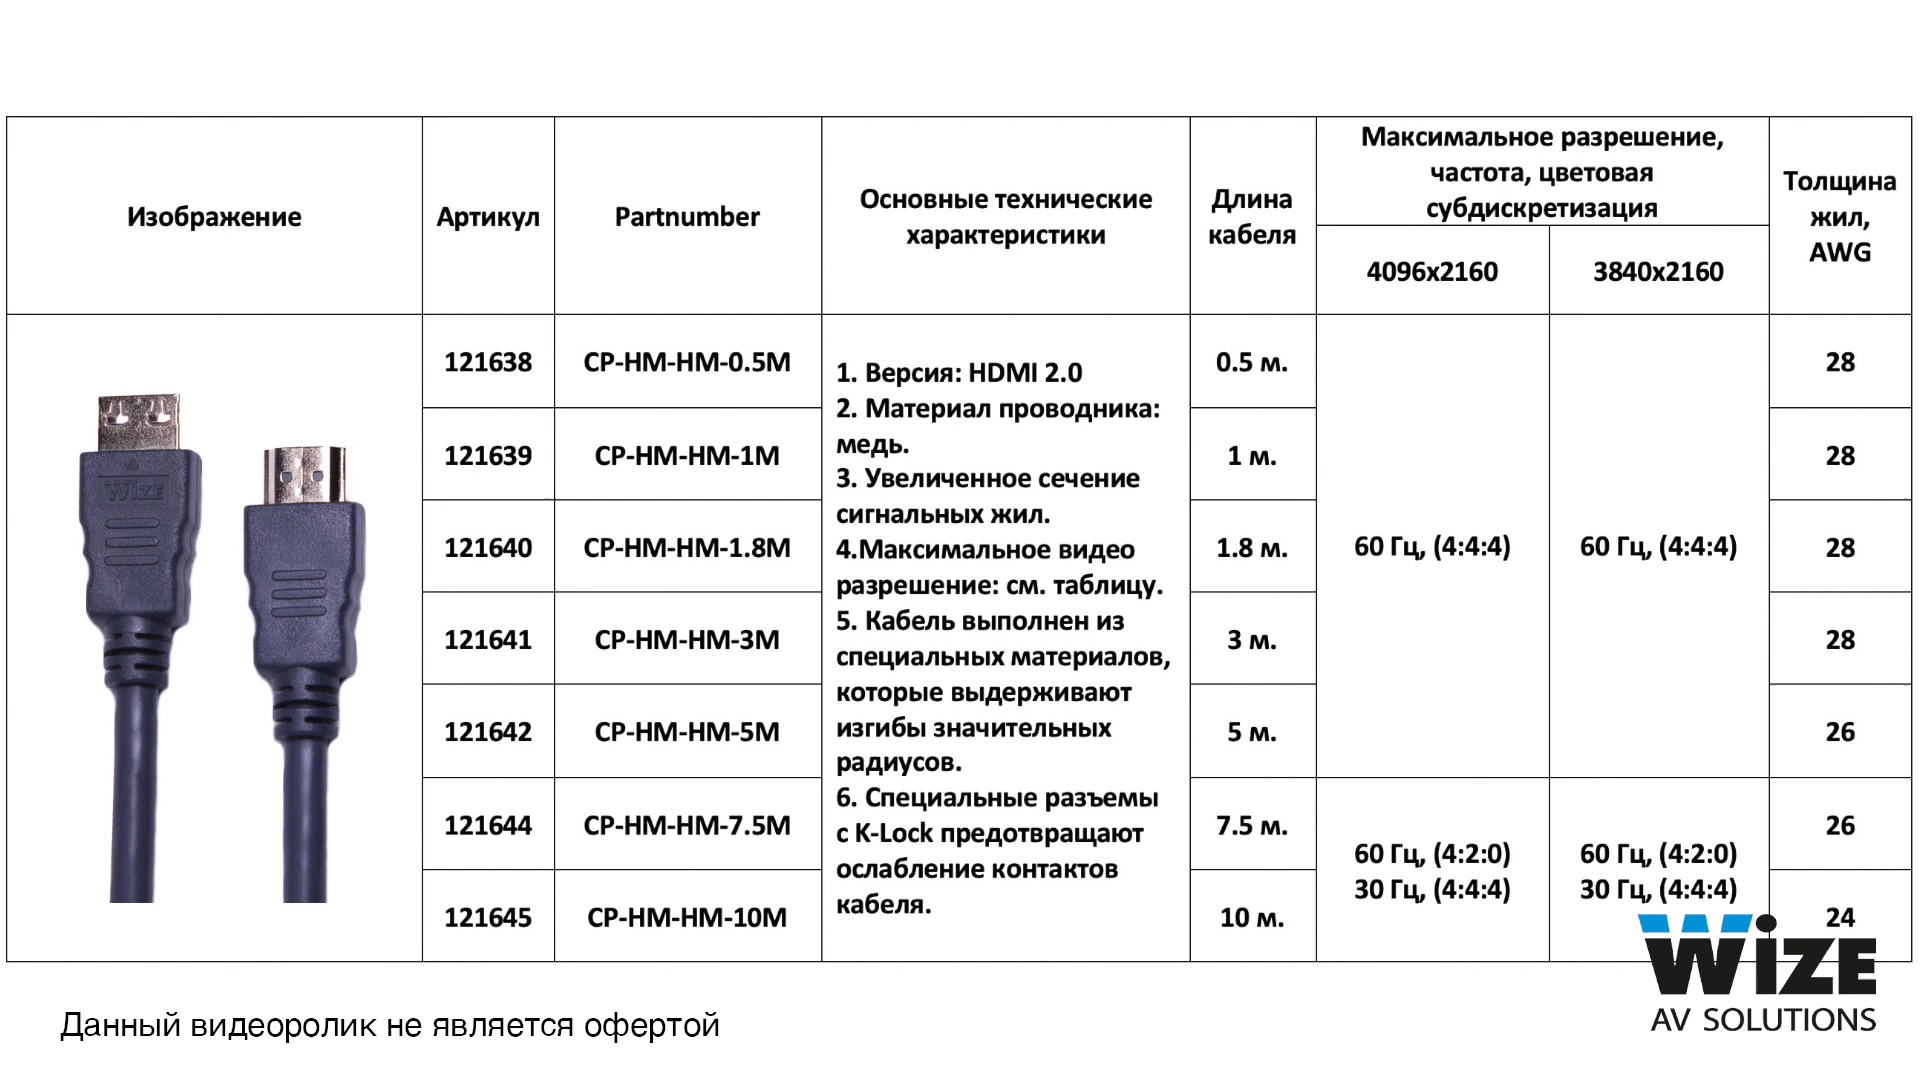 Изображение
Артикул
Partnumber
Основные технические
характеристики
Длина
кабеля
Максимальное разрешение,
частота, цветовая
субдискретизация
4096x2160
3840x2160
Толщина
жил,
AWG
WiZE
121638
CP-HM-HM-0.5M
121639
CP-HM-HM-1M
121640
CP-HM-HM-1.8M
121641
CP-HM-HM-3M
121642
CP-HM-HM-5M
121644
CP-HM-HM-7.5M
121645
CP-HM-HM-10M
1. Версия: HDMI 2.0
2. Материал проводника:
медь.
3. Увеличенное сечение
сигнальных жил.
4.Максимальное видео
разрешение: см. таблицу.
5. Кабель выполнен из
специальных материалов,
которые выдерживают
изгибы значительных
радиусов.
6. Специальные разъемы
с K-Lock предотвращают
ослабление контактов
кабеля.
0.5 м.
1 м.
1.8 м.
3 м.
5 м.
7.5 м.
10 м.
60 Гц, (4:4:4)
60 Гц, (4:4:4)
60 Гц, (4:2:0)
30 Гц, (4:4:4)
60 Гц, (4:2:0)
30 Гц, (4:4:4)
28
28
28
28
26
26
24
WiZE
AV SOLUTIONS
Данный видеоролик не является офертой